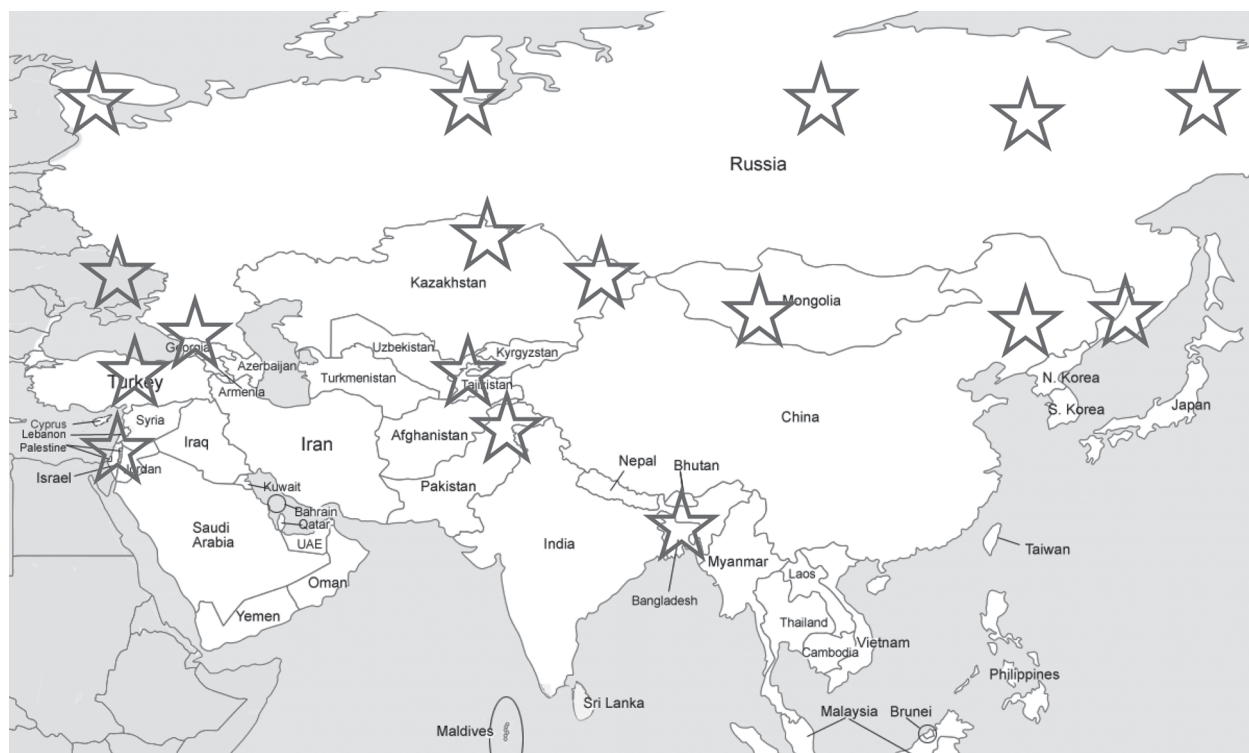 Russia
Kazakhstan
Mongolia
Georgia
Uzbekistan
Kyrgyzstan
Azerbaijan
Turkmenistan
Tajikistan
Turkey
Armenia
N. Korea
S. Korea
Japan
China
Cyprus
Syria
Lebanon
Palestine
Iraq
Iran
Afghanistan
Israel
Jordan
Kuwait
Pakistan
Nepal
Bhutan
Bahrain
Qatar
Saudi
Arabia
UAE
India
Taiwan
Myanmar
Oman
Laos
Bangladesh
Yemen
Thailand
Vietnam
Cambodia
Philippines
Sri Lanka
Malaysia
Brunei
Maldives